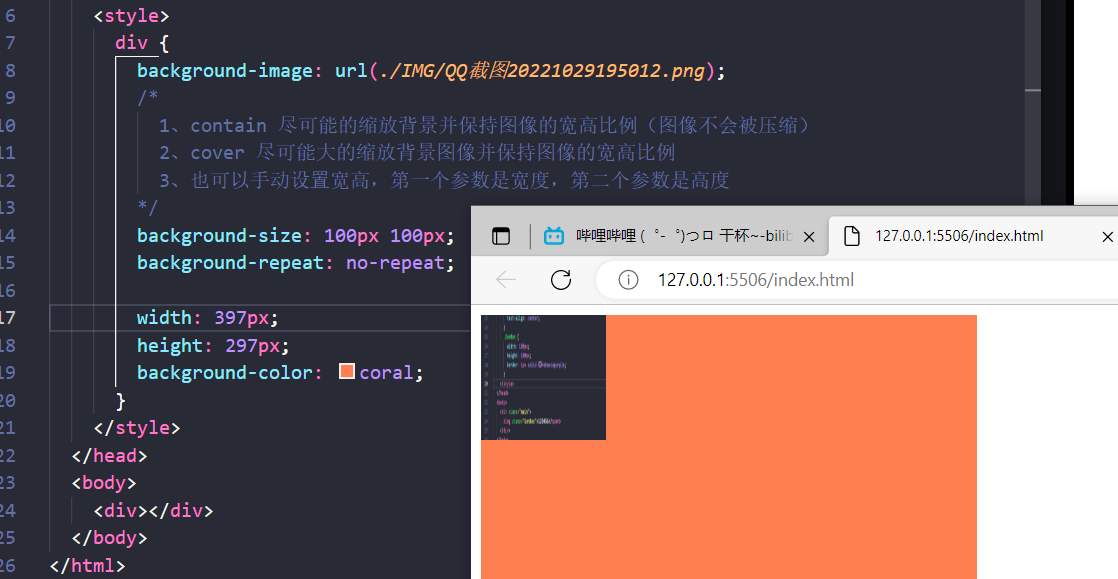 6 <style>
7 div {
8 background-image: url(./IMG/QQ截图20221029195012.png);
9 /*
10 1、contain 尽可能的缩放背景并保持图像的宽高比例（图像不会被压缩）
11 2、cover 尽可能大的缩放背景图像并保持图像的宽高比例
12 3、也可以手动设置宽高，第一个参数是宽度，第二个参数是高度
13 */
14 background-size: 100px 100px;
15 background-repeat: no-repeat;
16
17 width: 397px;
18 height: 297px;
19 background-color: coral;
20 }
21 </style>
22 </head>
23 <body>
24 <div></div>
25 </body>
26 </html>
哔哩哔哩 (゜-゜)つロ 干杯~-bilib
127.0.0.1:5506/index.html
127.0.0.1:5506/index.html